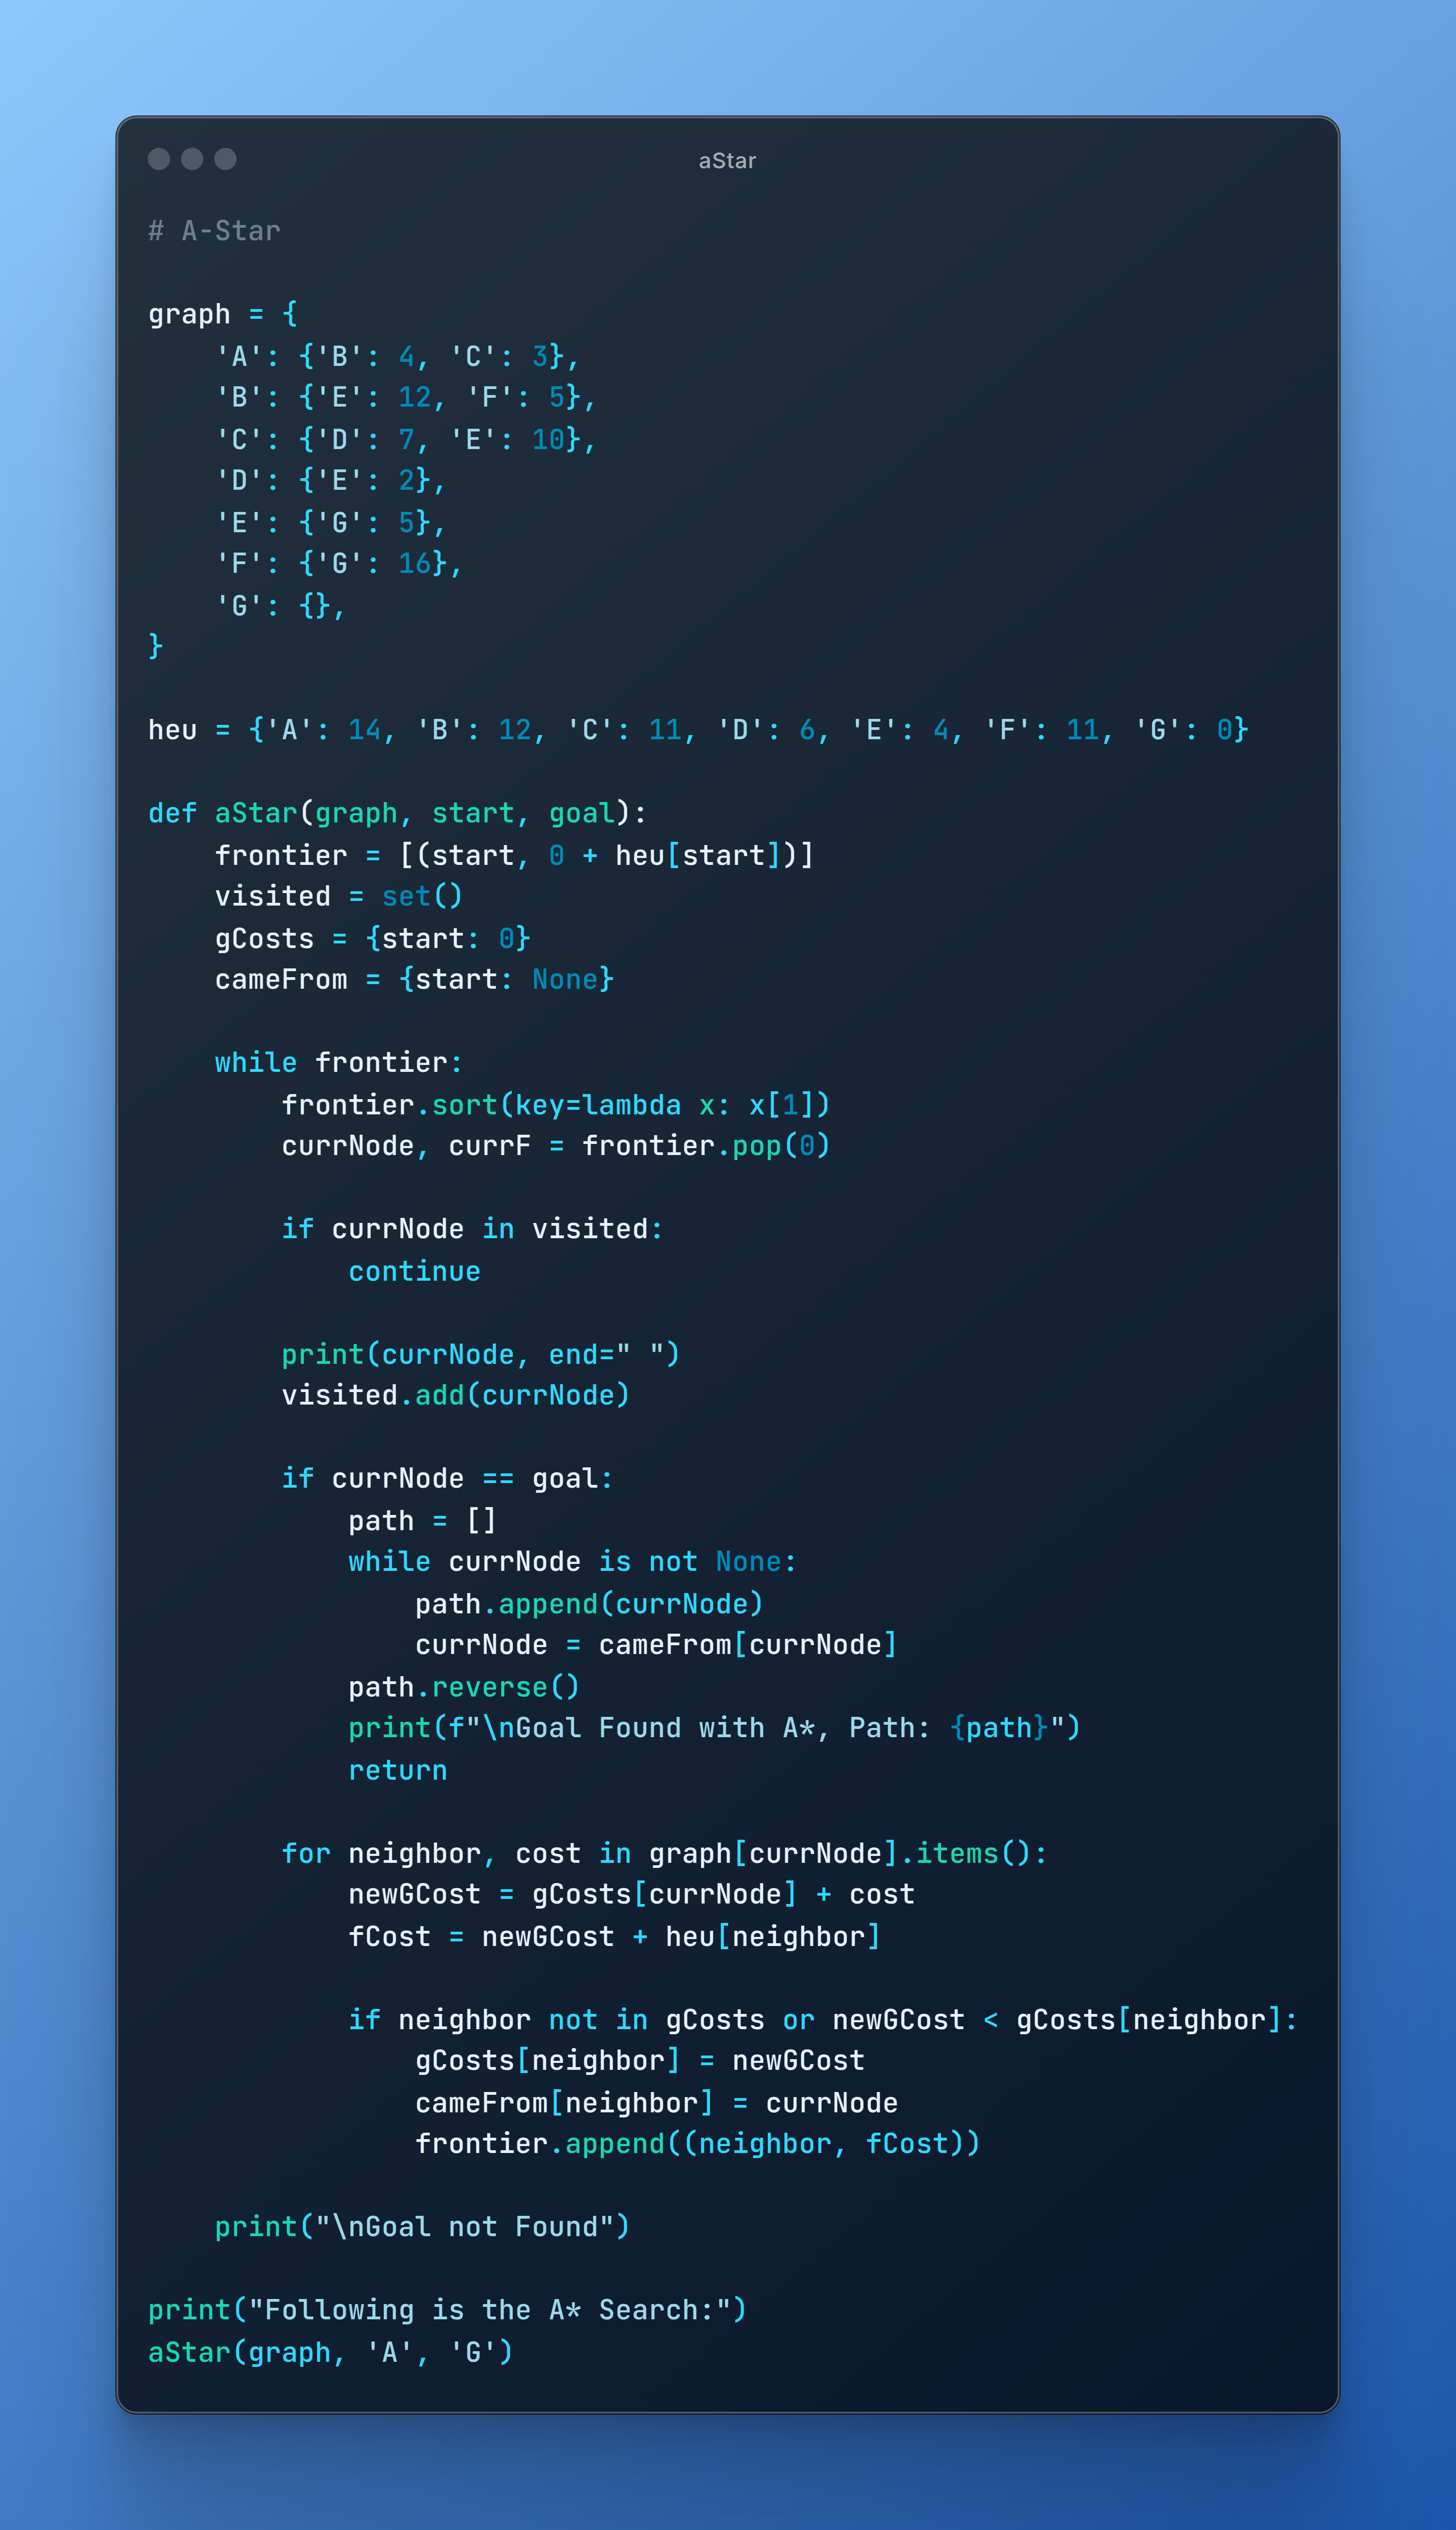 aStar
# A-Star
graph = {
    'A': {'B': 4, 'C': 3},
    'B': {'E': 12, 'F': 5},
    'C': {'D': 7, 'E': 10},
    'D': {'E': 2},
    'E': {'G': 5},
    'F': {'G': 16},
    'G': {},
}
heu = {'A': 14, 'B': 12, 'C': 11, 'D': 6, 'E': 4, 'F': 11, 'G': 0}
def aStar(graph, start, goal):
    frontier = [(start, 0 + heu[start])]
    visited = set()
    gCosts = {start: 0}
    cameFrom = {start: None}
    while frontier:
        frontier.sort(key=lambda x: x[1])
        currNode, currF = frontier.pop(0)
        if currNode in visited:
            continue
        print(currNode, end=" ")
        visited.add(currNode)
        if currNode == goal:
            path = []
            while currNode is not None:
                path.append(currNode)
                currNode = cameFrom[currNode]
            path.reverse()
            print(f"\nGoal Found with A*, Path: {path}")
            return
        for neighbor, cost in graph[currNode].items():
            newGCost = gCosts[currNode] + cost
            fCost = newGCost + heu[neighbor]
            if neighbor not in gCosts or newGCost < gCosts[neighbor]:
                gCosts[neighbor] = newGCost
                cameFrom[neighbor] = currNode
                frontier.append((neighbor, fCost))
    print("\nGoal not Found")
print("Following is the A* Search:")
aStar(graph, 'A', 'G')